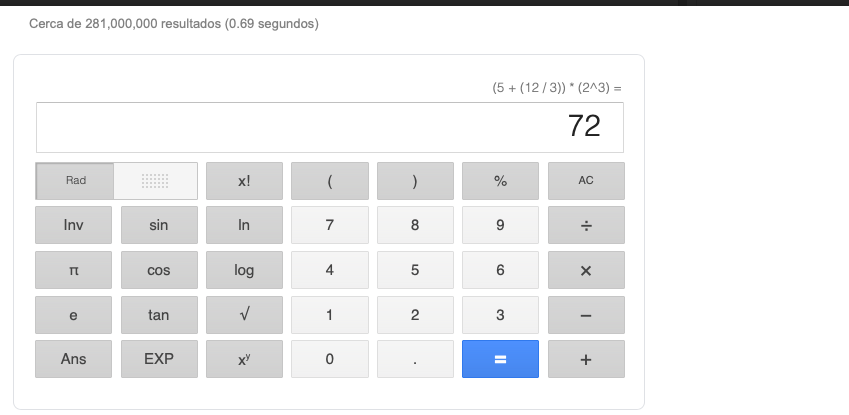 Cerca de 281,000,000 resultados (0.69 segundos)
(5 + (12 / 3)) * (2^3) =
72
Rad x! ( ) % AC
Inv sin ln 7 8 9 ÷
π cos log 4 5 6 ×
e tan √ 1 2 3 −
Ans EXP xʸ 0 . = +